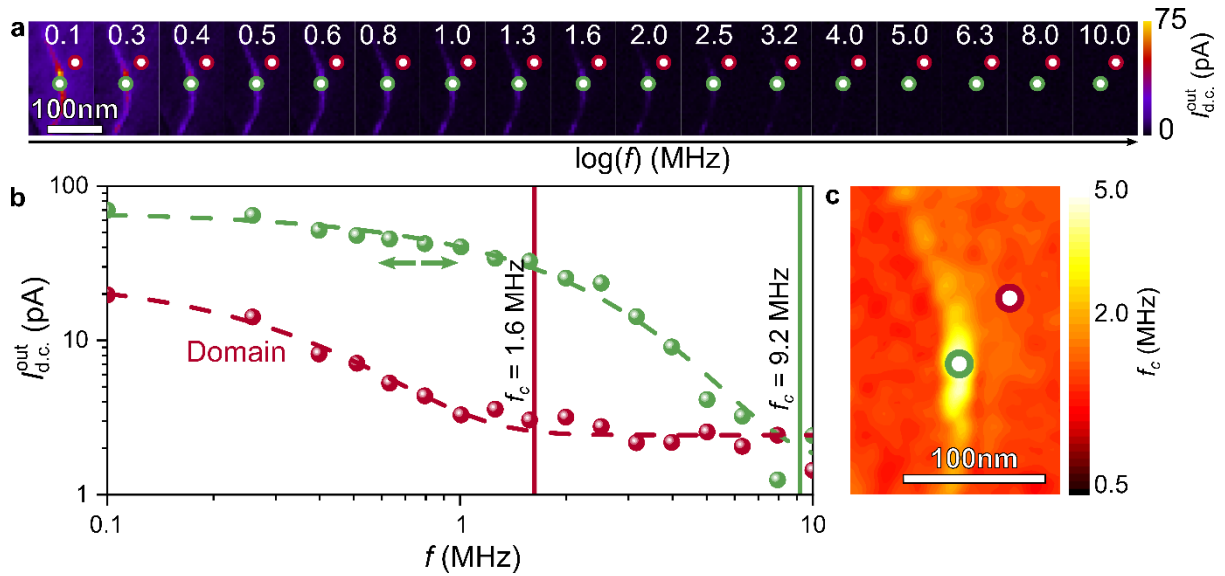 a
0.1 0.3 0.4 0.5 0.6 0.8 1.0 1.3 1.6 2.0 2.5 3.2 4.0 5.0 6.3 8.0 10.0
100nm
log(f) (MHz)
75
0
I out d.c. (pA)
b
100
10
1
I out d.c. (pA)
Domain
f_c = 1.6 MHz
f_c = 9.2 MHz
0.1 1 10
f (MHz)
c
100nm
5.0
2.0
0.5
f_c (MHz)